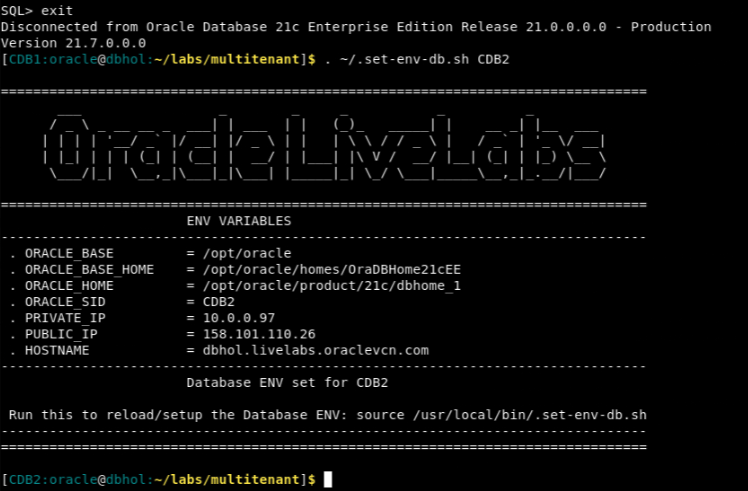 SQL> exit
Disconnected from Oracle Database 21c Enterprise Edition Release 21.0.0.0.0 - Production
Version 21.7.0.0.0
[CDB1:oracle@dbhol:~/labs/multitenant]$ . ~/.set-env-db.sh CDB2
================================================================================
OracleLiveLabs
================================================================================
ENV VARIABLES
--------------------------------------------------------------------------------
. ORACLE_BASE = /opt/oracle
. ORACLE_BASE_HOME = /opt/oracle/homes/OraDBHome21cEE
. ORACLE_HOME = /opt/oracle/product/21c/dbhome_1
. ORACLE_SID = CDB2
. PRIVATE_IP = 10.0.0.97
. PUBLIC_IP = 158.101.110.26
. HOSTNAME = dbhol.livelabs.oraclevcn.com
--------------------------------------------------------------------------------
Database ENV set for CDB2
Run this to reload/setup the Database ENV: source /usr/local/bin/.set-env-db.sh
--------------------------------------------------------------------------------
================================================================================
[CDB2:oracle@dbhol:~/labs/multitenant]$